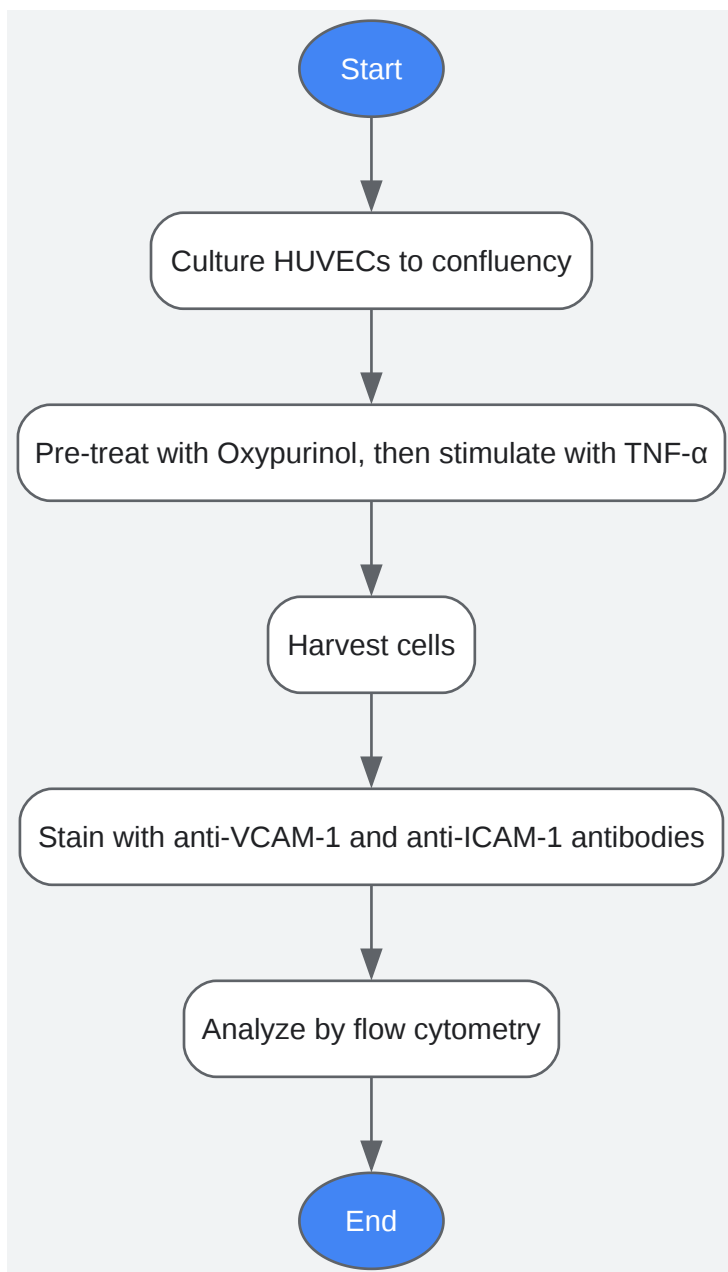 Start
Culture HUVECs to confluency
Pre-treat with Oxypurinol, then stimulate with TNF-α
Harvest cells
Stain with anti-VCAM-1 and anti-ICAM-1 antibodies
Analyze by flow cytometry
End